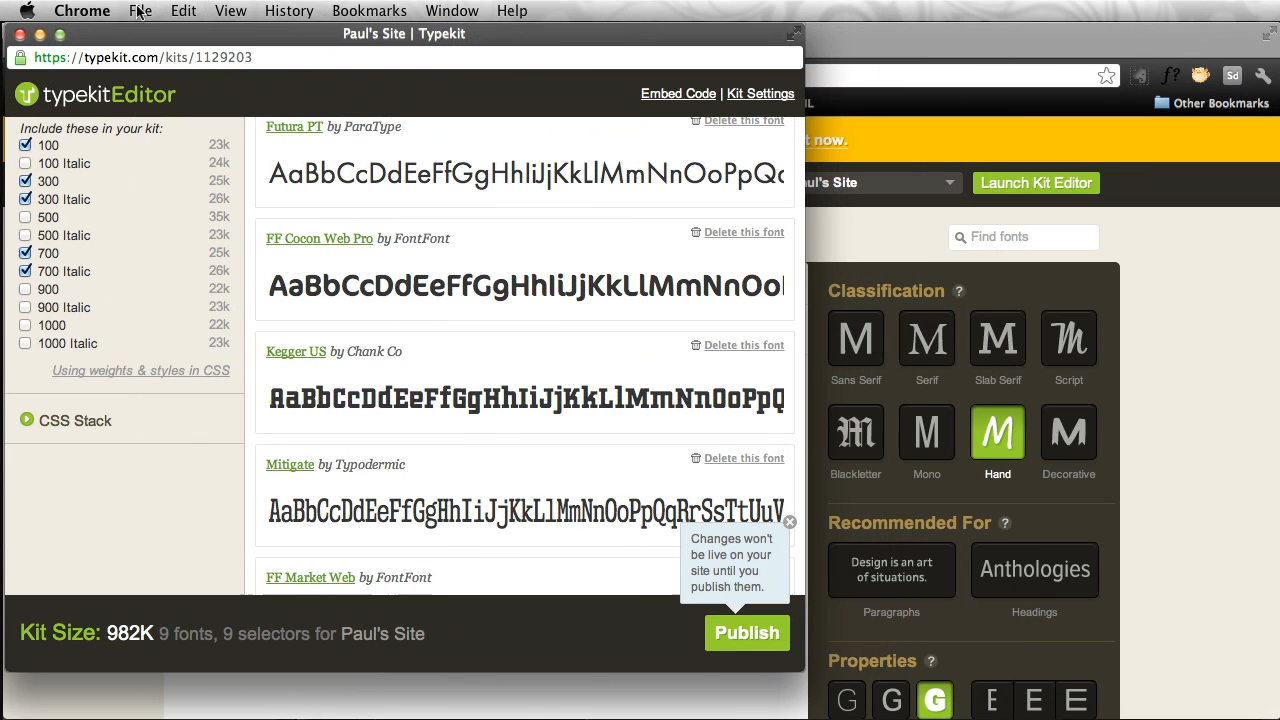 Chrome File Edit View History Bookmarks Window Help
Paul's Site | Typekit
https://typekit.com/kits/1129203
typekitEditor
Embed Code | Kit Settings
Include these in your kit:
100 23k
100 Italic 24k
300 25k
300 Italic 26k
500 35k
500 Italic 23k
700 25k
700 Italic 26k
900 22k
900 Italic 23k
1000 22k
1000 Italic 23k
Using weights & styles in CSS
CSS Stack
Futura PT by ParaType
Delete this font
AaBbCcDdEeFfGgHhIiJjKkLlMmNnOoPpQq
FF Cocon Web Pro by FontFont
Delete this font
AaBbCcDdEeFfGgHhIiJjKkLlMmNnOo
Kegger US by Chank Co
Delete this font
AaBbCcDdEeFfGgHhIiJjKkLlMmNnOoPpQ
Mitigate by Typodermic
Delete this font
AaBbCcDdEeFfGgHhIiJjKkLlMmNnOoPpQqRrSsTtUuV
FF Market Web by FontFont
Changes won't
be live on your
site until you
publish them.
Kit Size: 982K 9 fonts, 9 selectors for Paul's Site
Publish
Sd
Other Bookmarks
t now.
aul's Site
Launch Kit Editor
Find fonts
Classification ?
M M M M
Sans Serif Serif Slab Serif Script
M M M M
Blackletter Mono Hand Decorative
Recommended For ?
Design is an art
of situations.
Anthologies
Paragraphs Headings
Properties ?
G G G E E E